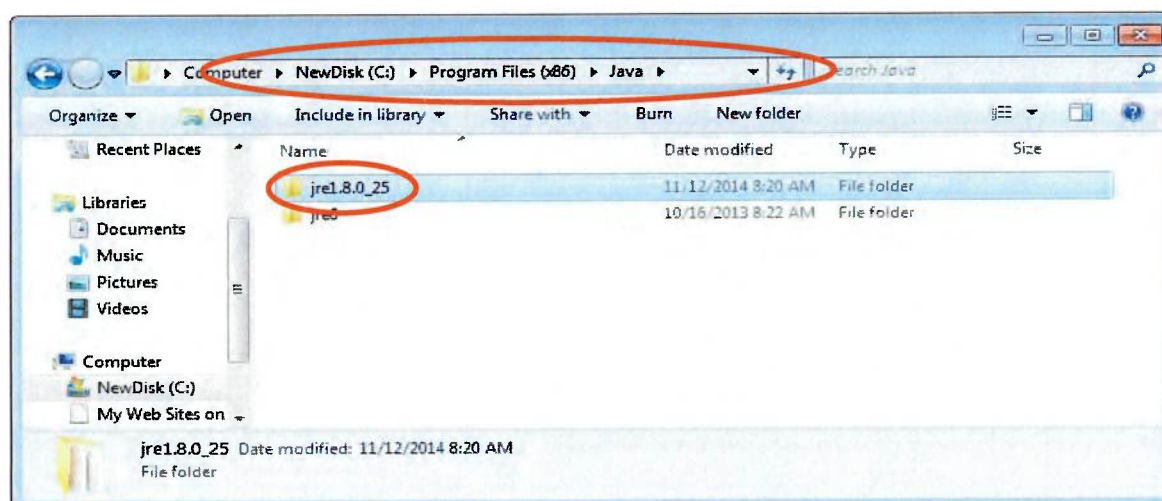 Computer ▸ NewDisk (C:) ▸ Program Files (x86) ▸ Java ▸ Search Java
Organize Open Include in library Share with Burn New folder
Recent Places
Libraries
Documents
Music
Pictures
Videos
Computer
NewDisk (C:)
My Web Sites on
Name Date modified Type Size
jre1.8.0_25 11/12/2014 8:20 AM File folder
jre6 10/16/2013 8:22 AM File folder
jre1.8.0_25 Date modified: 11/12/2014 8:20 AM
File folder